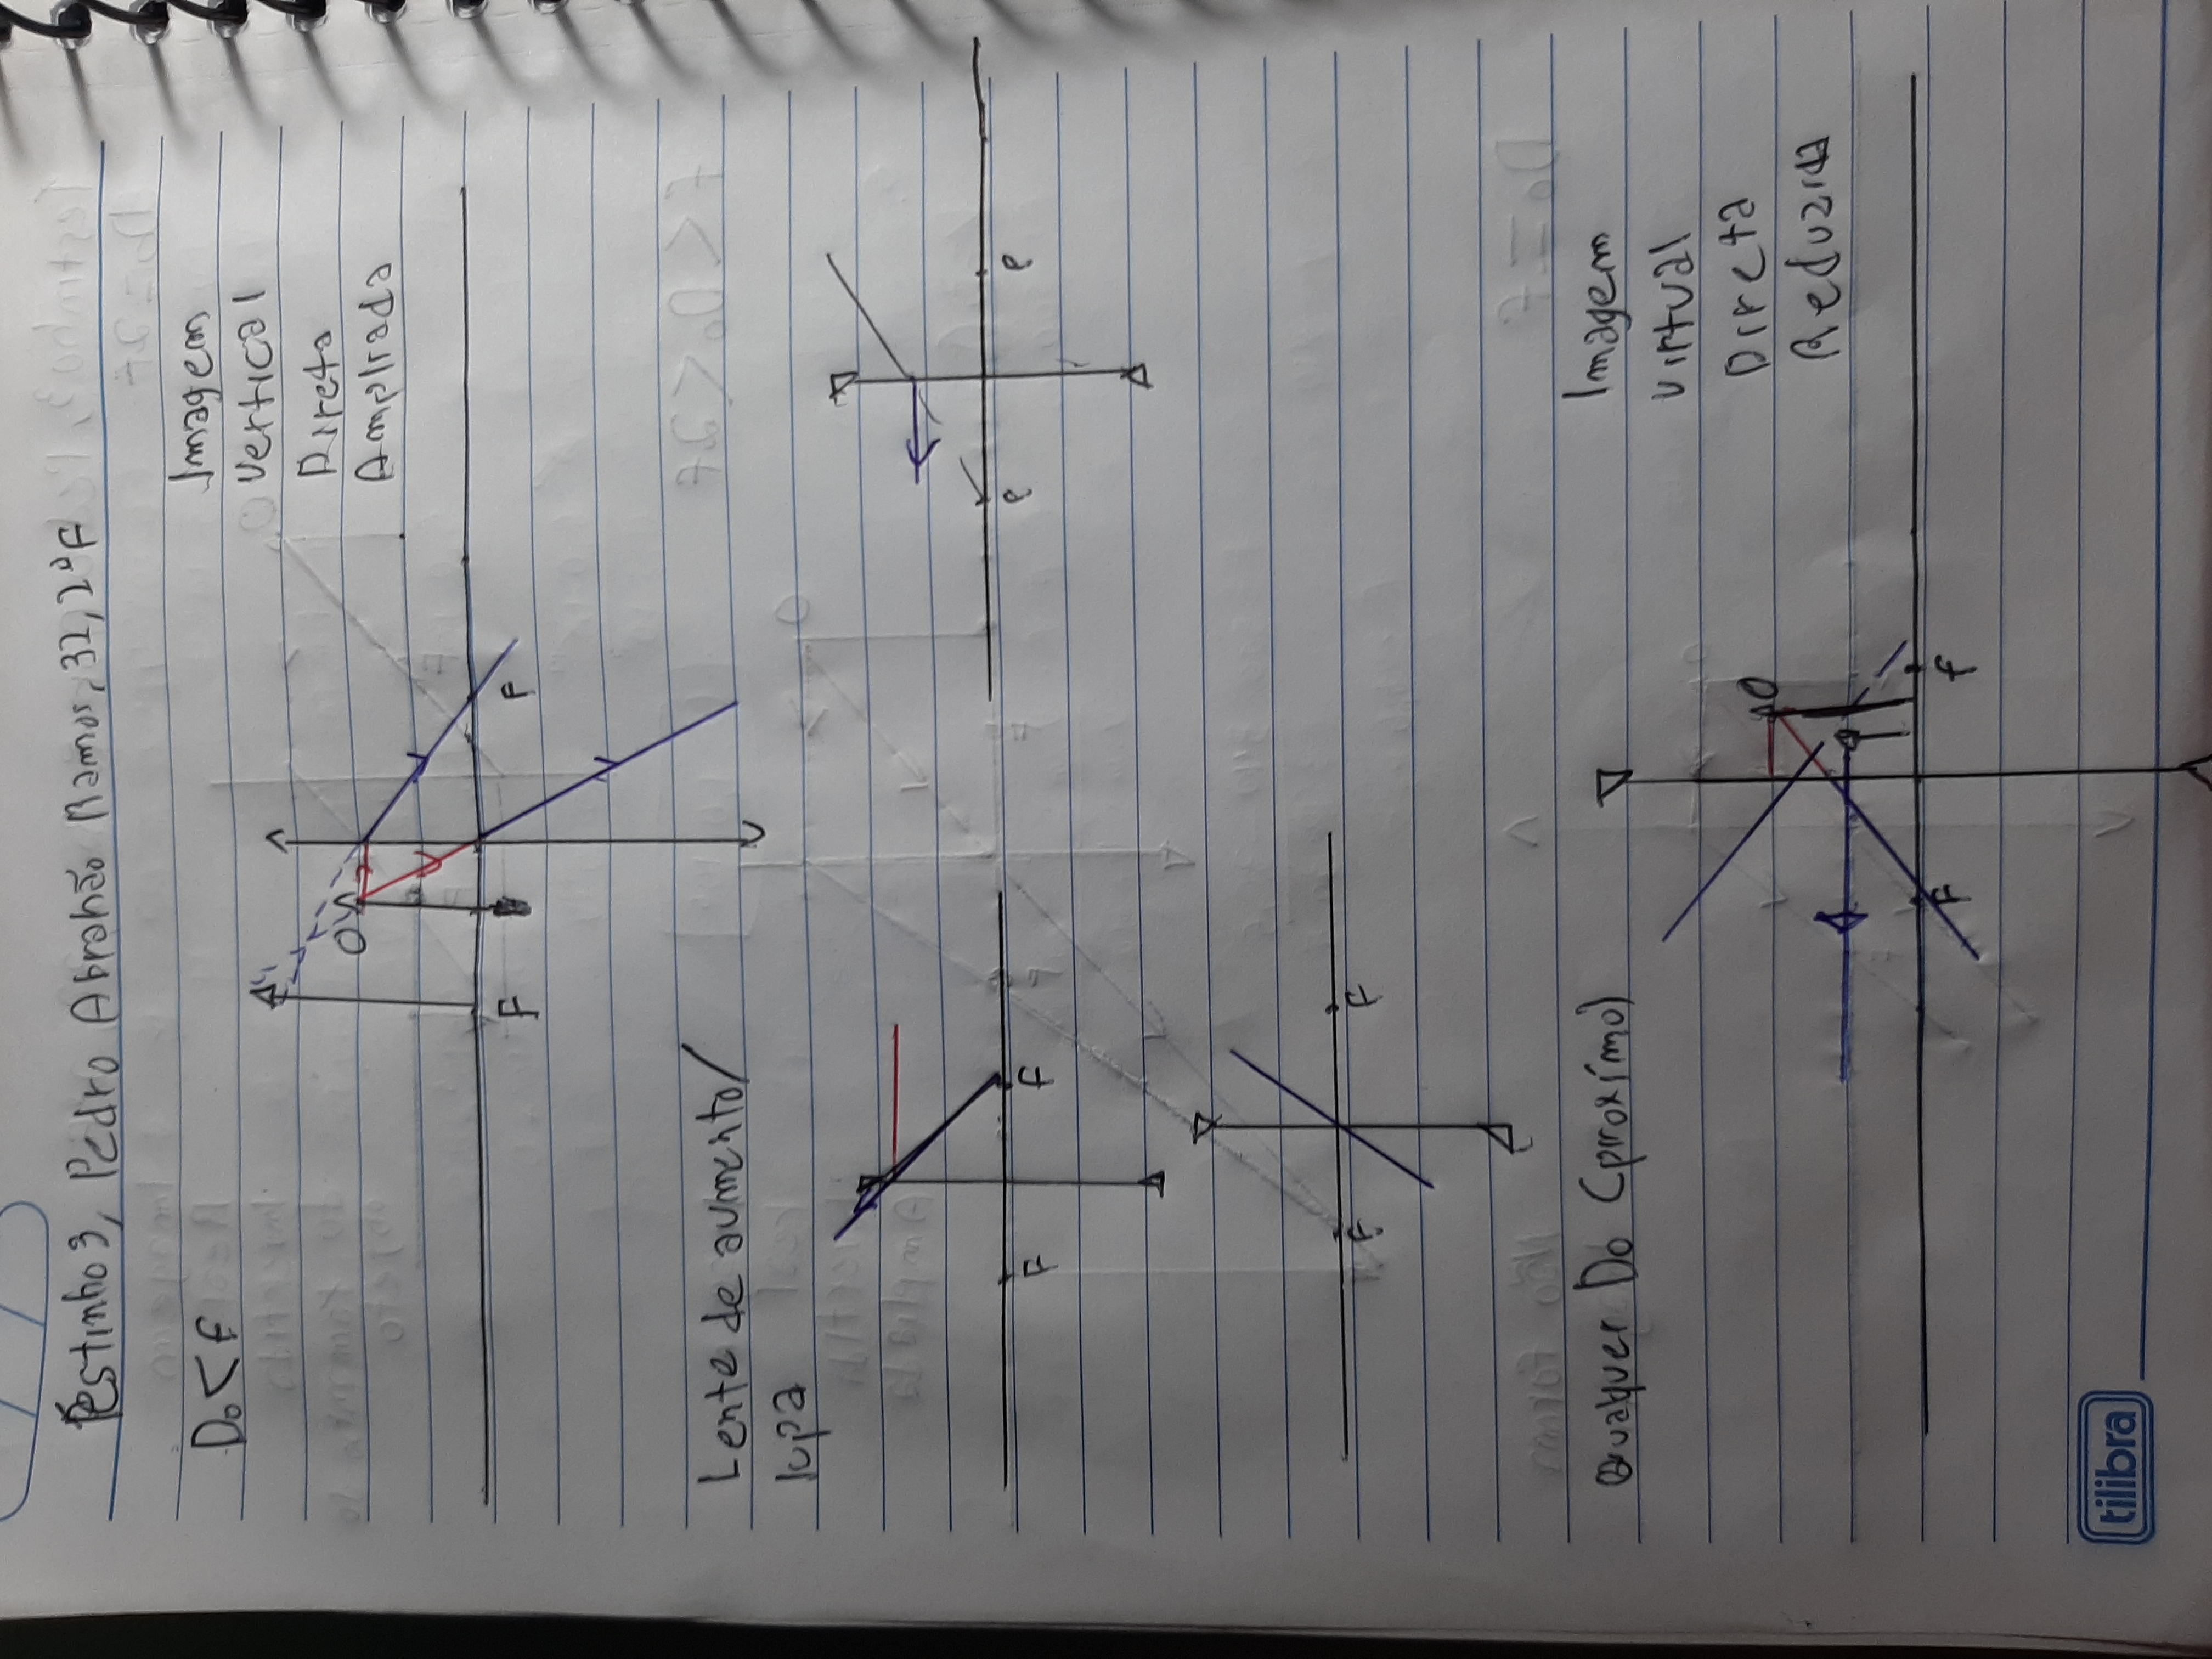 Testinho 3, Pedro Abrahão Ramos, 32, 2ºF
Do < F
Imagem
Vertical
Direta
Ampliada
O
F
F
Lente de aumento/
lupa
F
F
F
F
F
F
Qualquer Do (proxímo)
Imagem
Virtual
Direta
Reduzida
O
F
f
tilibra